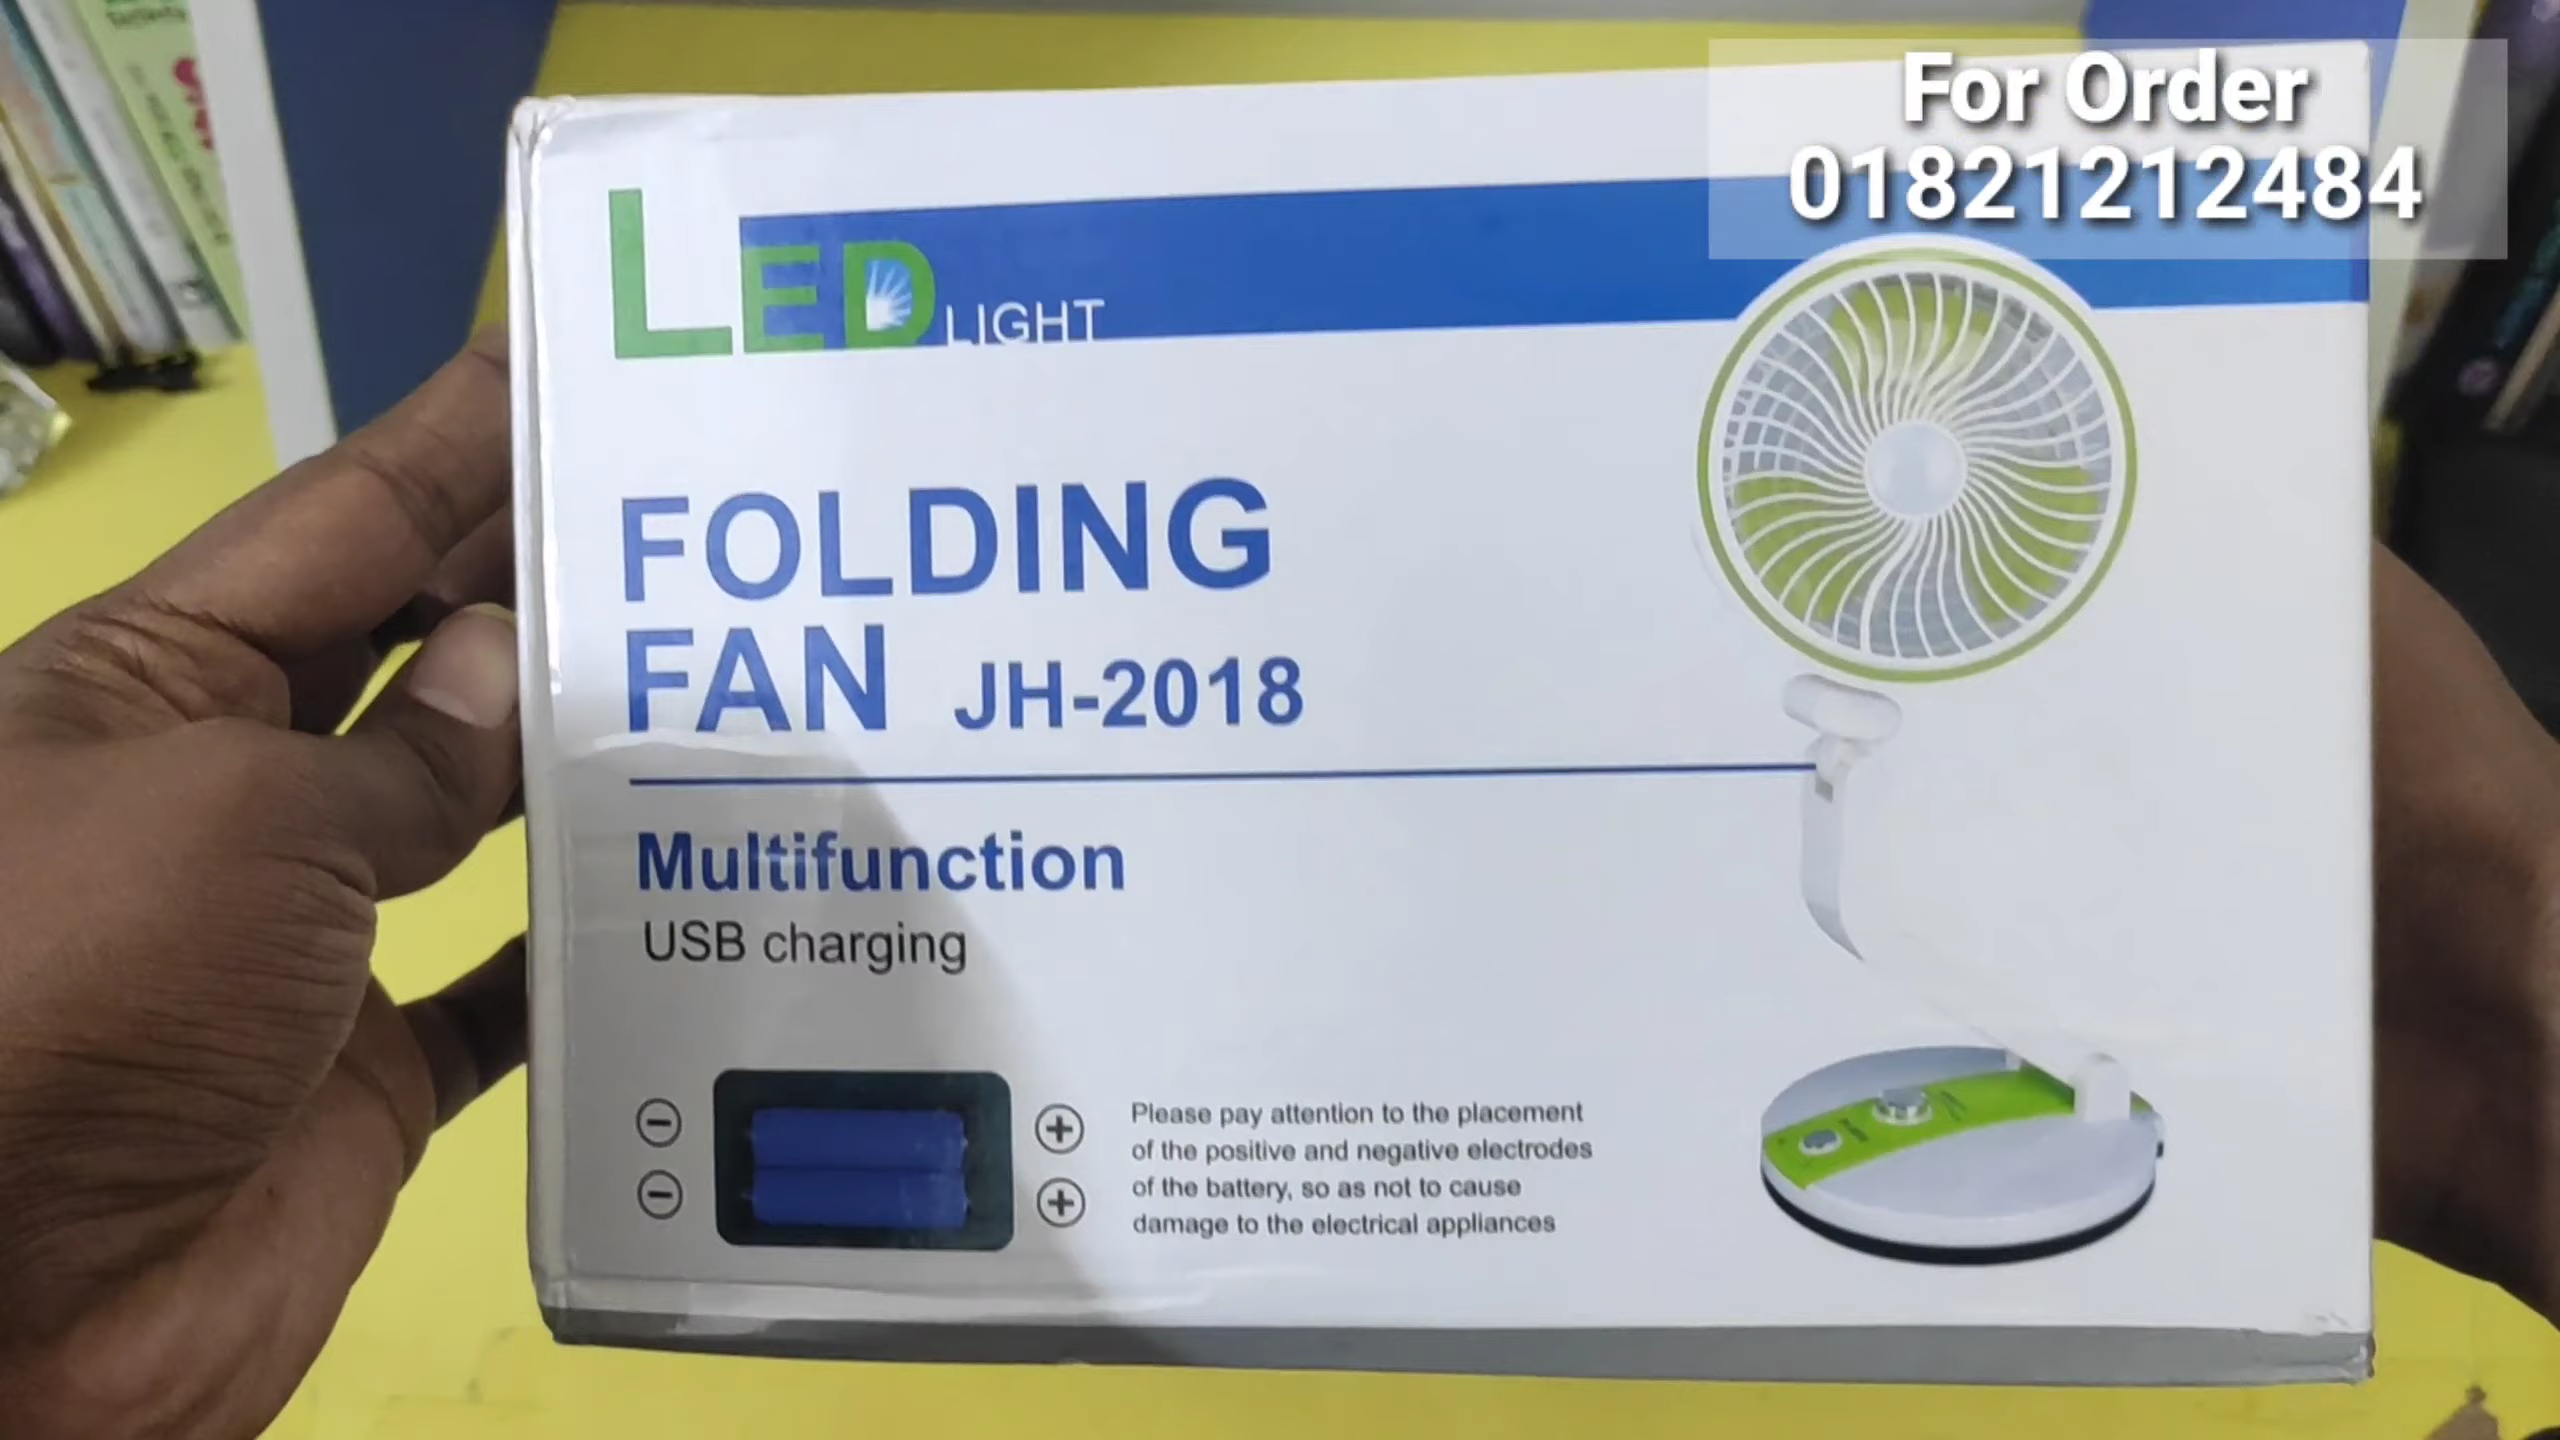 For Order
01821212484
LED LIGHT
FOLDING
FAN JH-2018
Multifunction
USB charging
Please pay attention to the placement
of the positive and negative electrodes
of the battery, so as not to cause
damage to the electrical appliances